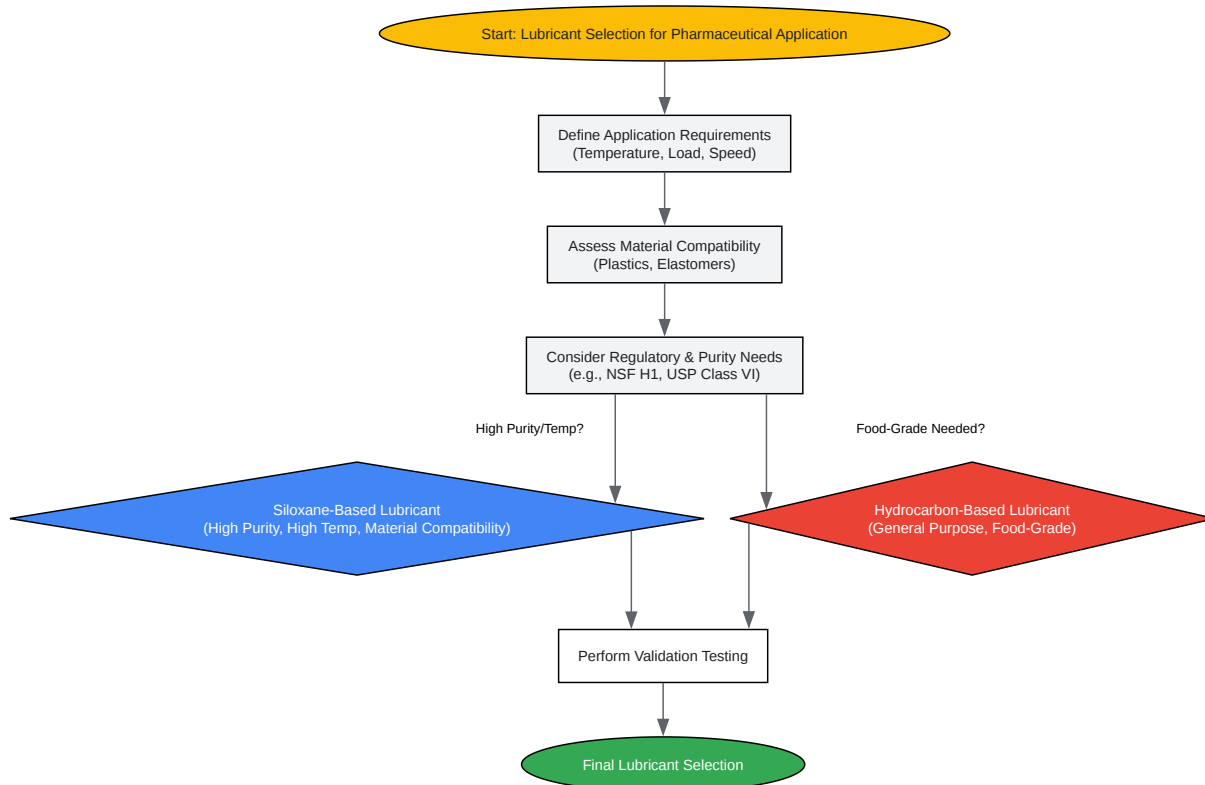 Start: Lubricant Selection for Pharmaceutical Application
Define Application Requirements
(Temperature, Load, Speed)
Assess Material Compatibility
(Plastics, Elastomers)
Consider Regulatory & Purity Needs
(e.g., NSF H1, USP Class VI)
High Purity/Temp?
Food-Grade Needed?
Siloxane-Based Lubricant
(High Purity, High Temp, Material Compatibility)
Hydrocarbon-Based Lubricant
(General Purpose, Food-Grade)
Perform Validation Testing
Final Lubricant Selection